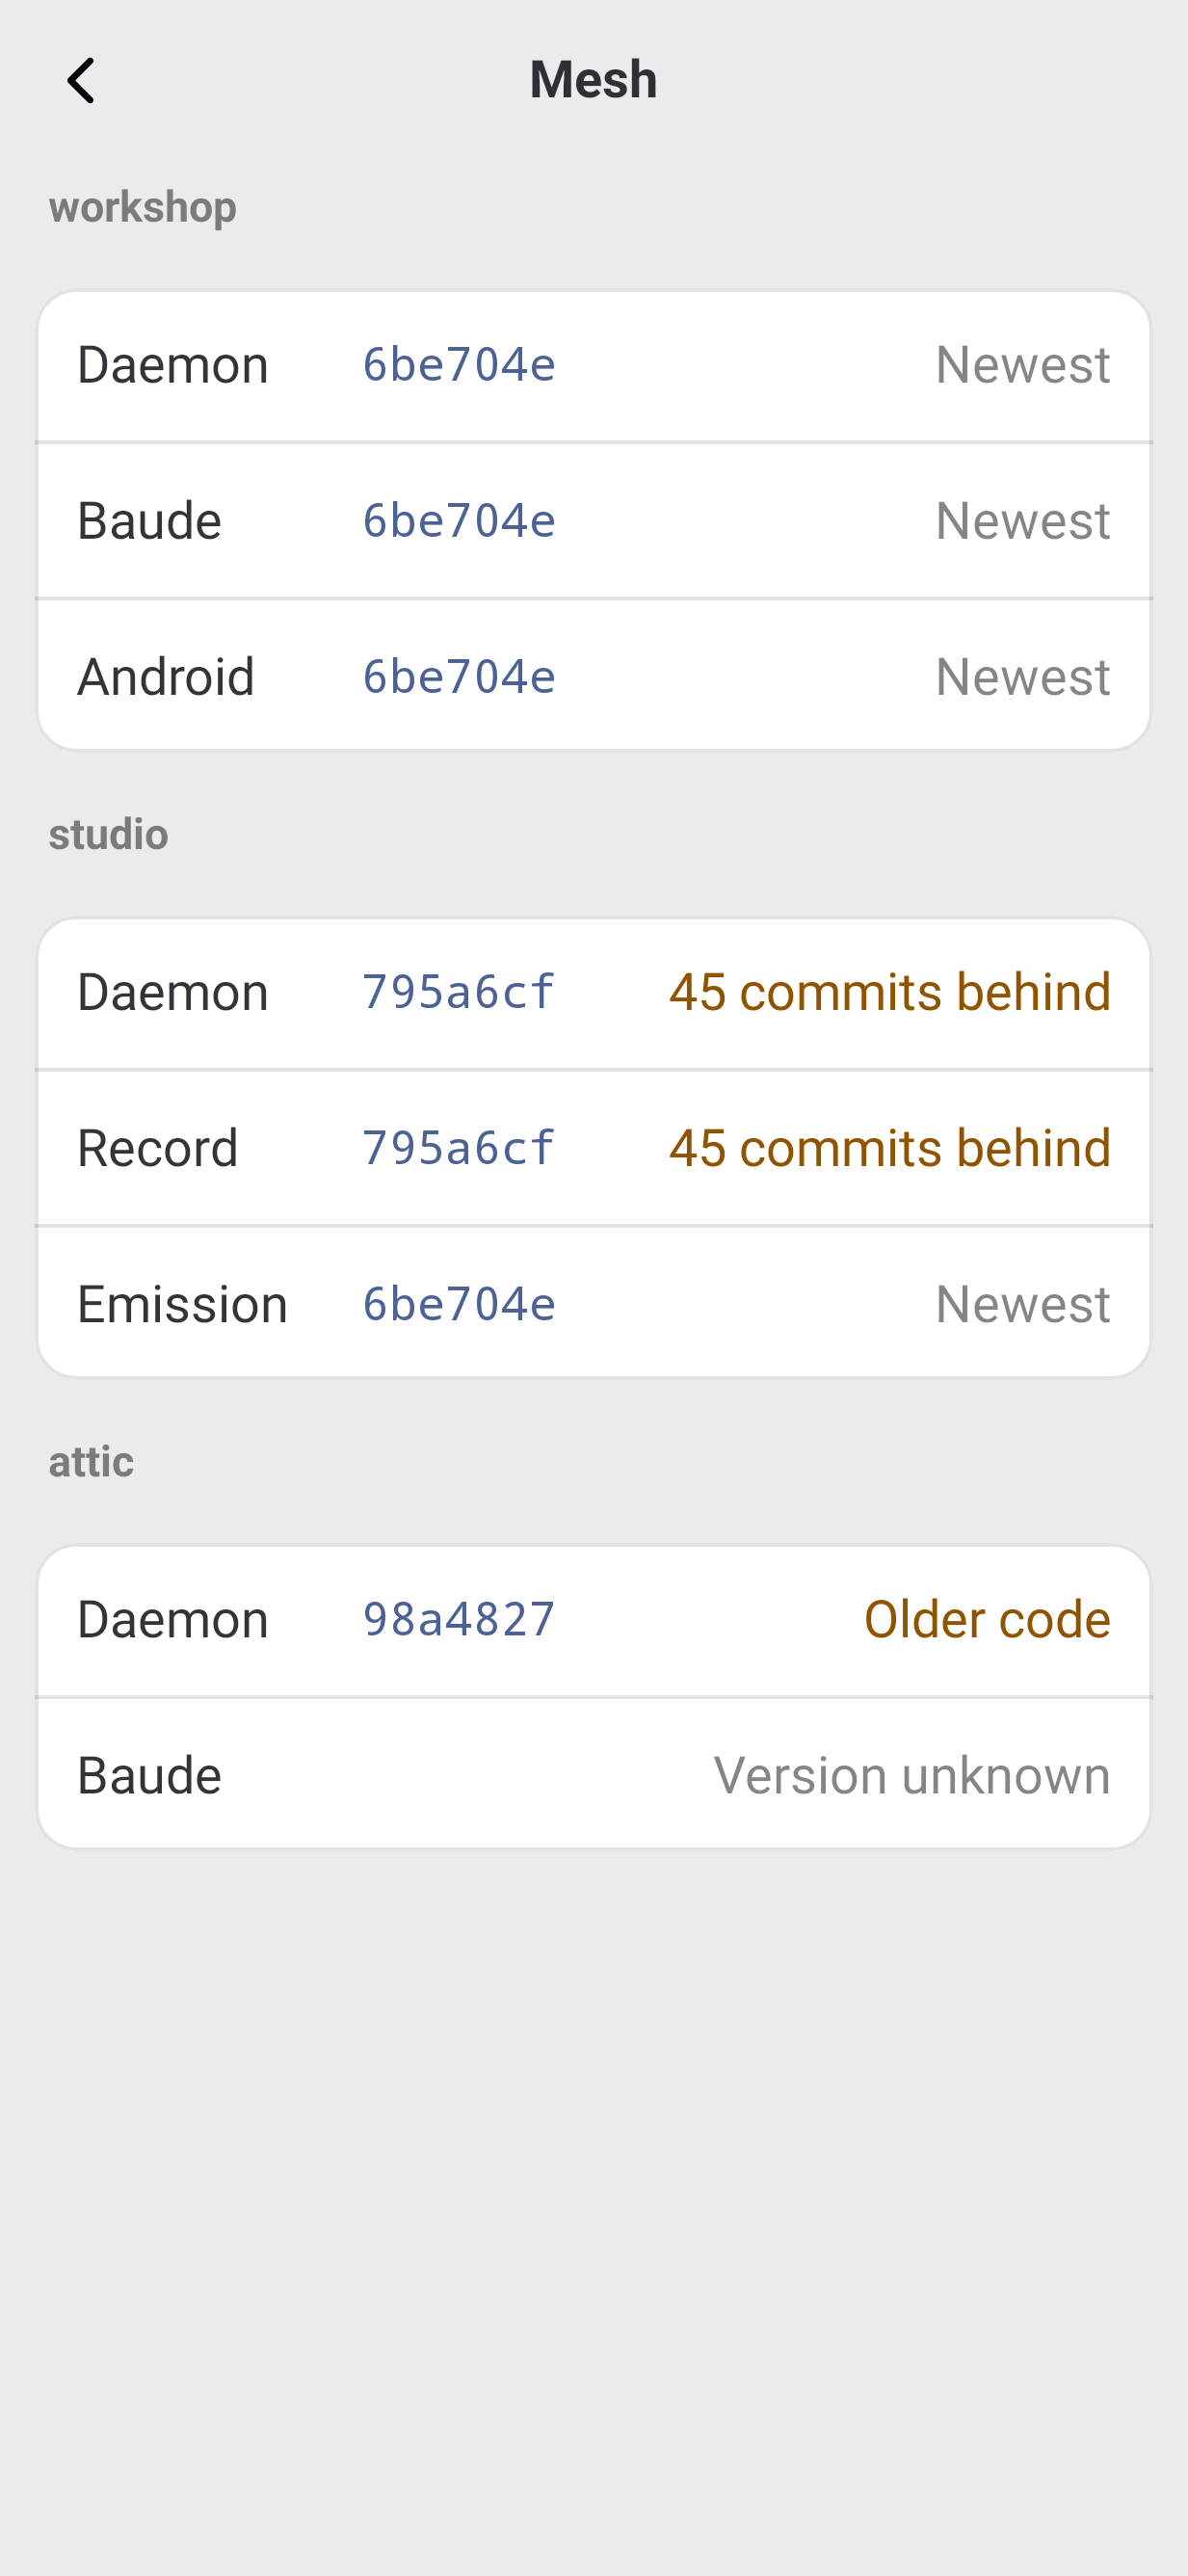 Mesh
workshop
Daemon 6be704e Newest
Baude 6be704e Newest
Android 6be704e Newest
studio
Daemon 795a6cf 45 commits behind
Record 795a6cf 45 commits behind
Emission 6be704e Newest
attic
Daemon 98a4827 Older code
Baude Version unknown